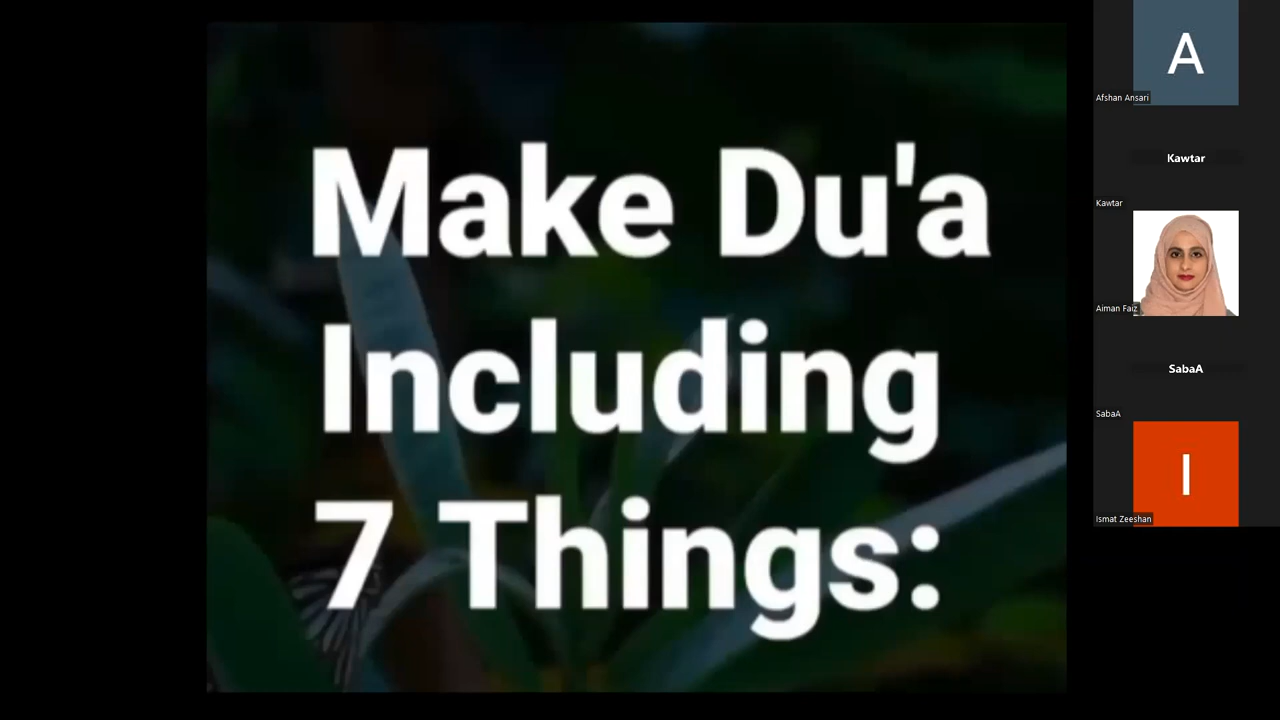 Make Du'a
Including
7 Things:
A
Afshan Ansari
Kawtar
Kawtar
Aiman Faiz
SabaA
SabaA
I
Ismat Zeeshan